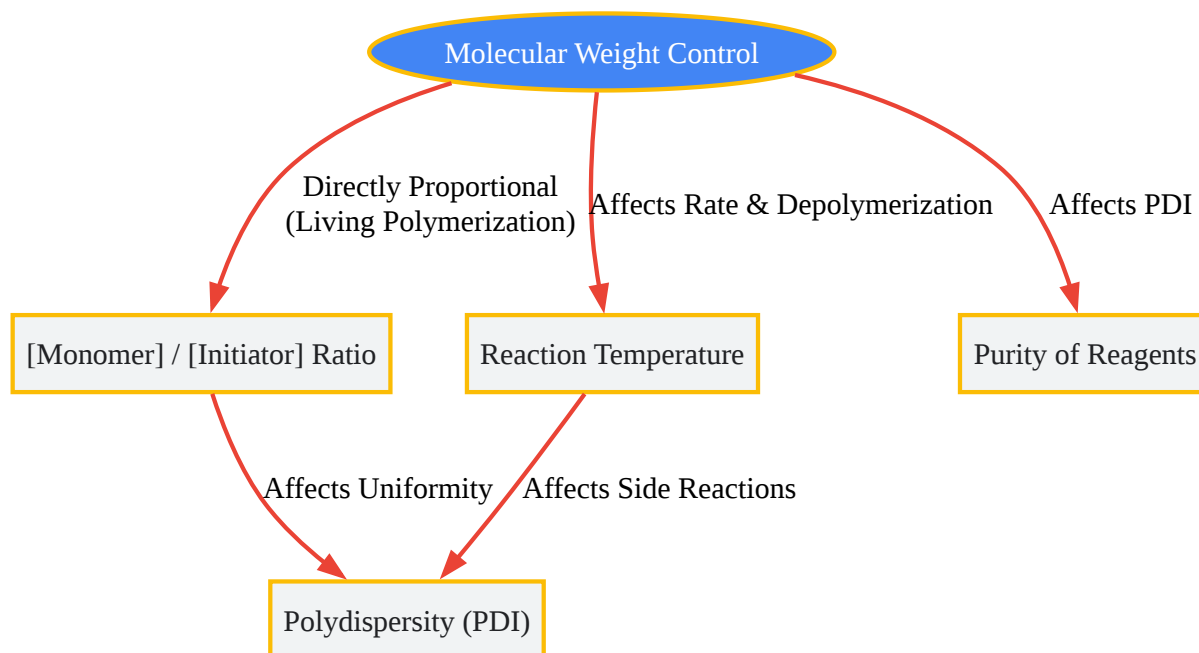 Molecular Weight Control
Directly Proportional
(Living Polymerization)
Affects Rate & Depolymerization
Affects PDI
[Monomer] / [Initiator] Ratio
Reaction Temperature
Purity of Reagents
Affects Uniformity
Affects Side Reactions
Polydispersity (PDI)